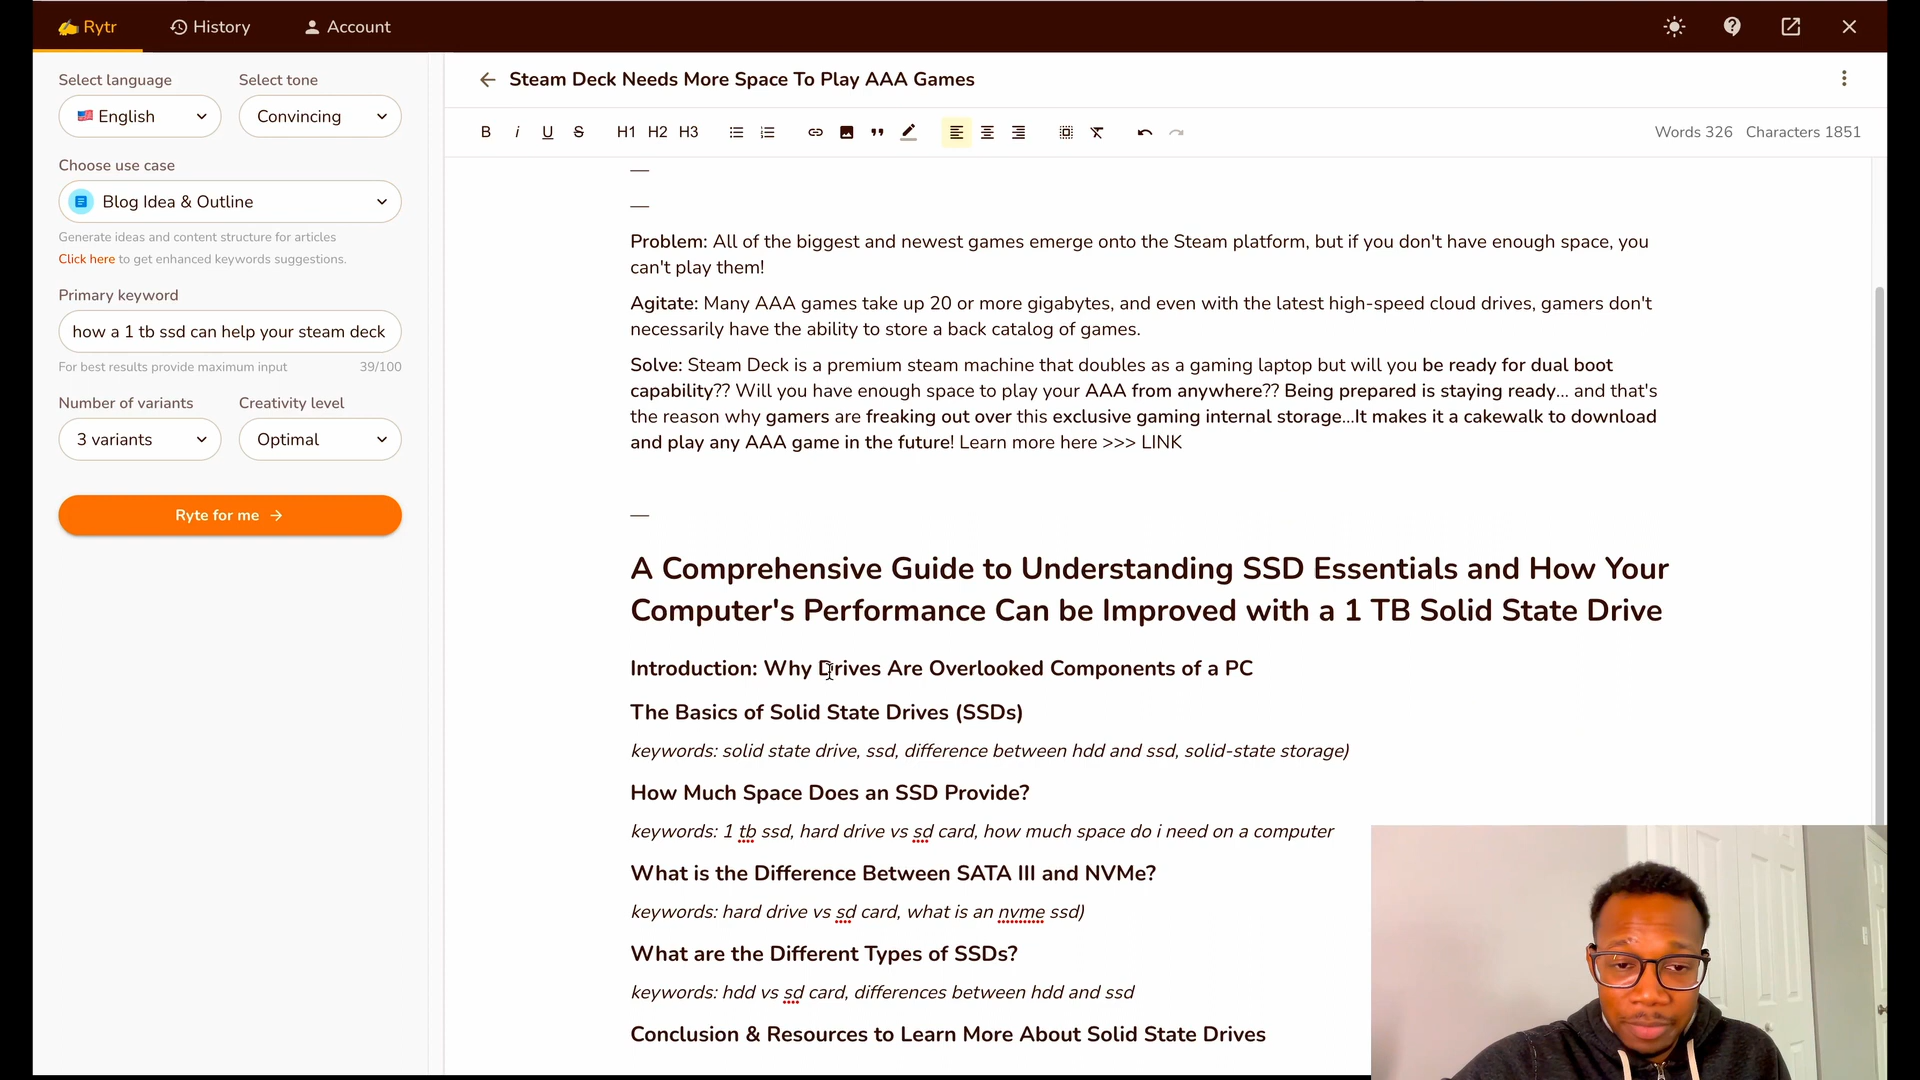 Rytr
History
Account
Select language
Select tone
English
Convincing
Choose use case
Blog Idea & Outline
Generate ideas and content structure for articles
Click here to get enhanced keywords suggestions.
Primary keyword
how a 1 tb ssd can help your steam deck
For best results provide maximum input
39/100
Number of variants
Creativity level
3 variants
Optimal
Ryte for me →
Steam Deck Needs More Space To Play AAA Games
B i U S H1 H2 H3
Words 326 Characters 1851
—
—
Problem: All of the biggest and newest games emerge onto the Steam platform, but if you don't have enough space, you
can't play them!
Agitate: Many AAA games take up 20 or more gigabytes, and even with the latest high-speed cloud drives, gamers don't
necessarily have the ability to store a back catalog of games.
Solve: Steam Deck is a premium steam machine that doubles as a gaming laptop but will you be ready for dual boot
capability?? Will you have enough space to play your AAA from anywhere?? Being prepared is staying ready... and that's
the reason why gamers are freaking out over this exclusive gaming internal storage...It makes it a cakewalk to download
and play any AAA game in the future! Learn more here >>> LINK
—
A Comprehensive Guide to Understanding SSD Essentials and How Your
Computer's Performance Can be Improved with a 1 TB Solid State Drive
Introduction: Why Drives Are Overlooked Components of a PC
The Basics of Solid State Drives (SSDs)
keywords: solid state drive, ssd, difference between hdd and ssd, solid-state storage)
How Much Space Does an SSD Provide?
keywords: 1 tb ssd, hard drive vs sd card, how much space do i need on a computer
What is the Difference Between SATA III and NVMe?
keywords: hard drive vs sd card, what is an nvme ssd)
What are the Different Types of SSDs?
keywords: hdd vs sd card, differences between hdd and ssd
Conclusion & Resources to Learn More About Solid State Drives